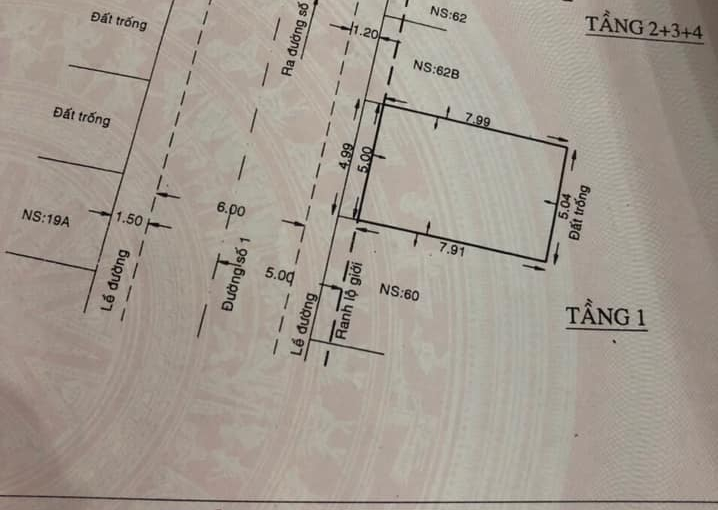 Đất trống
Ra đường số
1.20
NS:62
TẦNG 2+3+4
NS:62B
Đất trống
7.99
4.99
5.00
5.04
Đất trống
NS:19A
1.50
6.00
7.91
Lề đường
Đường số 1
5.00
Lề đường
Ranh lộ giới
NS:60
TẦNG 1